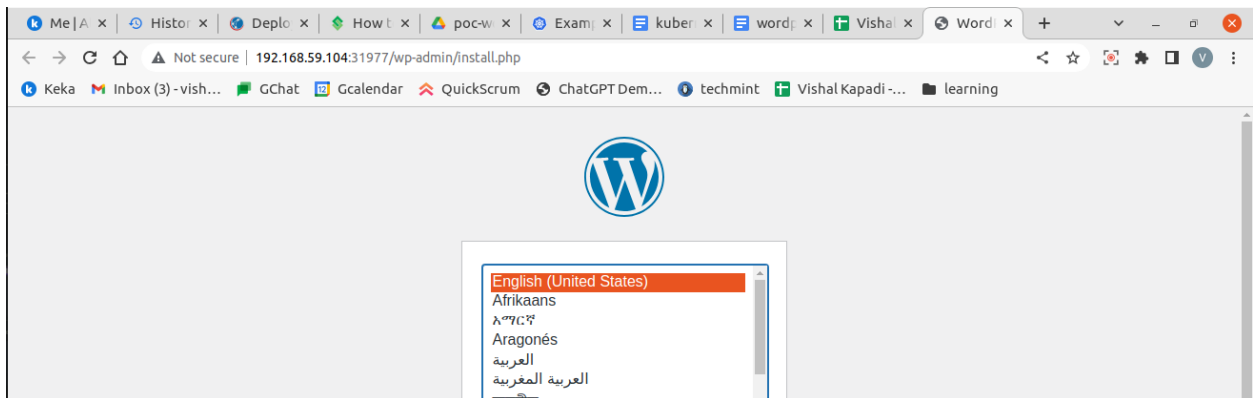 Me | A
Histor
Deplo
How t
poc-w
Examp
kuber
wordp
Vishal
Word
Not secure | 192.168.59.104:31977/wp-admin/install.php
V
Keka
Inbox (3) - vish...
GChat
Gcalendar
QuickScrum
ChatGPT Dem...
techmint
Vishal Kapadi -...
learning
English (United States)
Afrikaans
አማርኛ
Aragonés
العربية
العربية المغربية